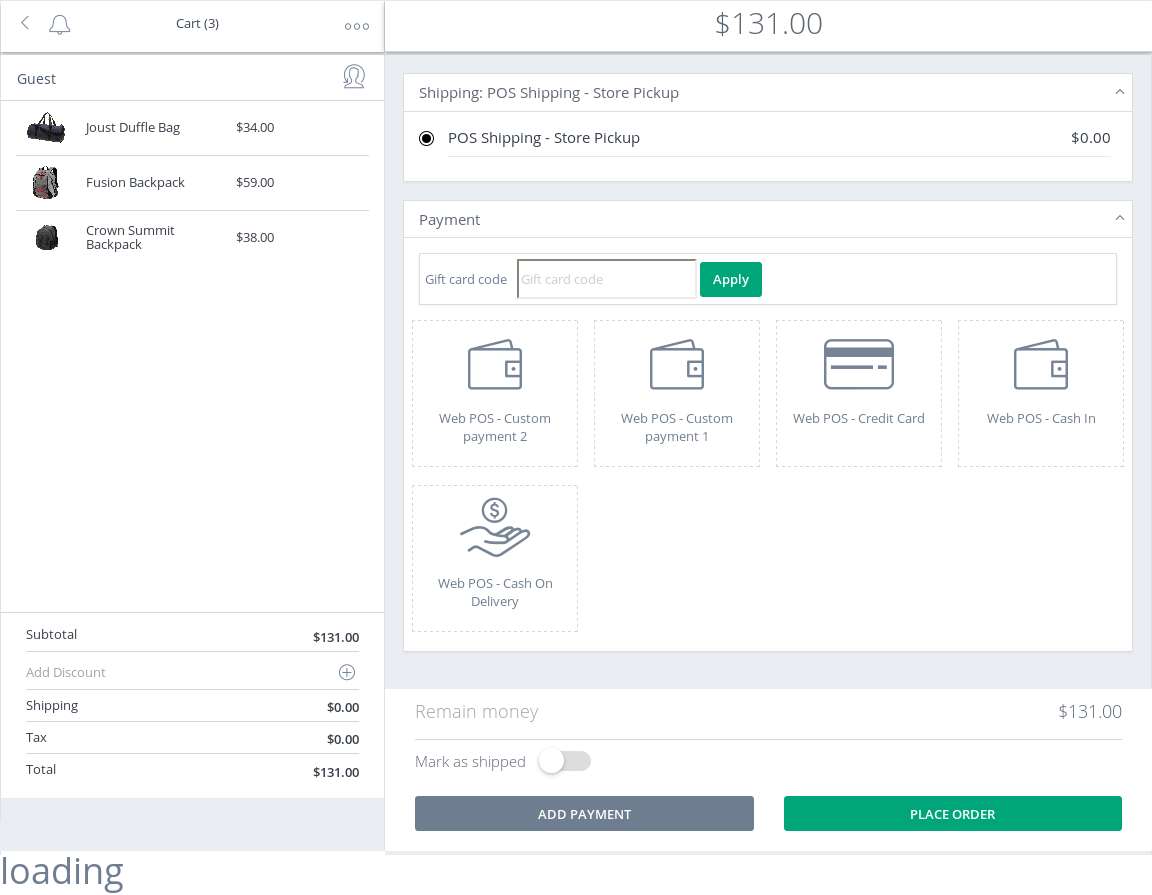 Cart (3)
$131.00
Guest
Joust Duffle Bag $34.00
Fusion Backpack $59.00
Crown Summit
Backpack
$38.00
Subtotal $131.00
Add Discount
Shipping $0.00
Tax $0.00
Total $131.00
Shipping: POS Shipping - Store Pickup
POS Shipping - Store Pickup $0.00
Payment
Gift card code Gift card code Apply
Web POS - Custom
payment 2
Web POS - Custom
payment 1
Web POS - Credit Card
Web POS - Cash In
Web POS - Cash On
Delivery
Remain money $131.00
Mark as shipped
ADD PAYMENT PLACE ORDER
loading